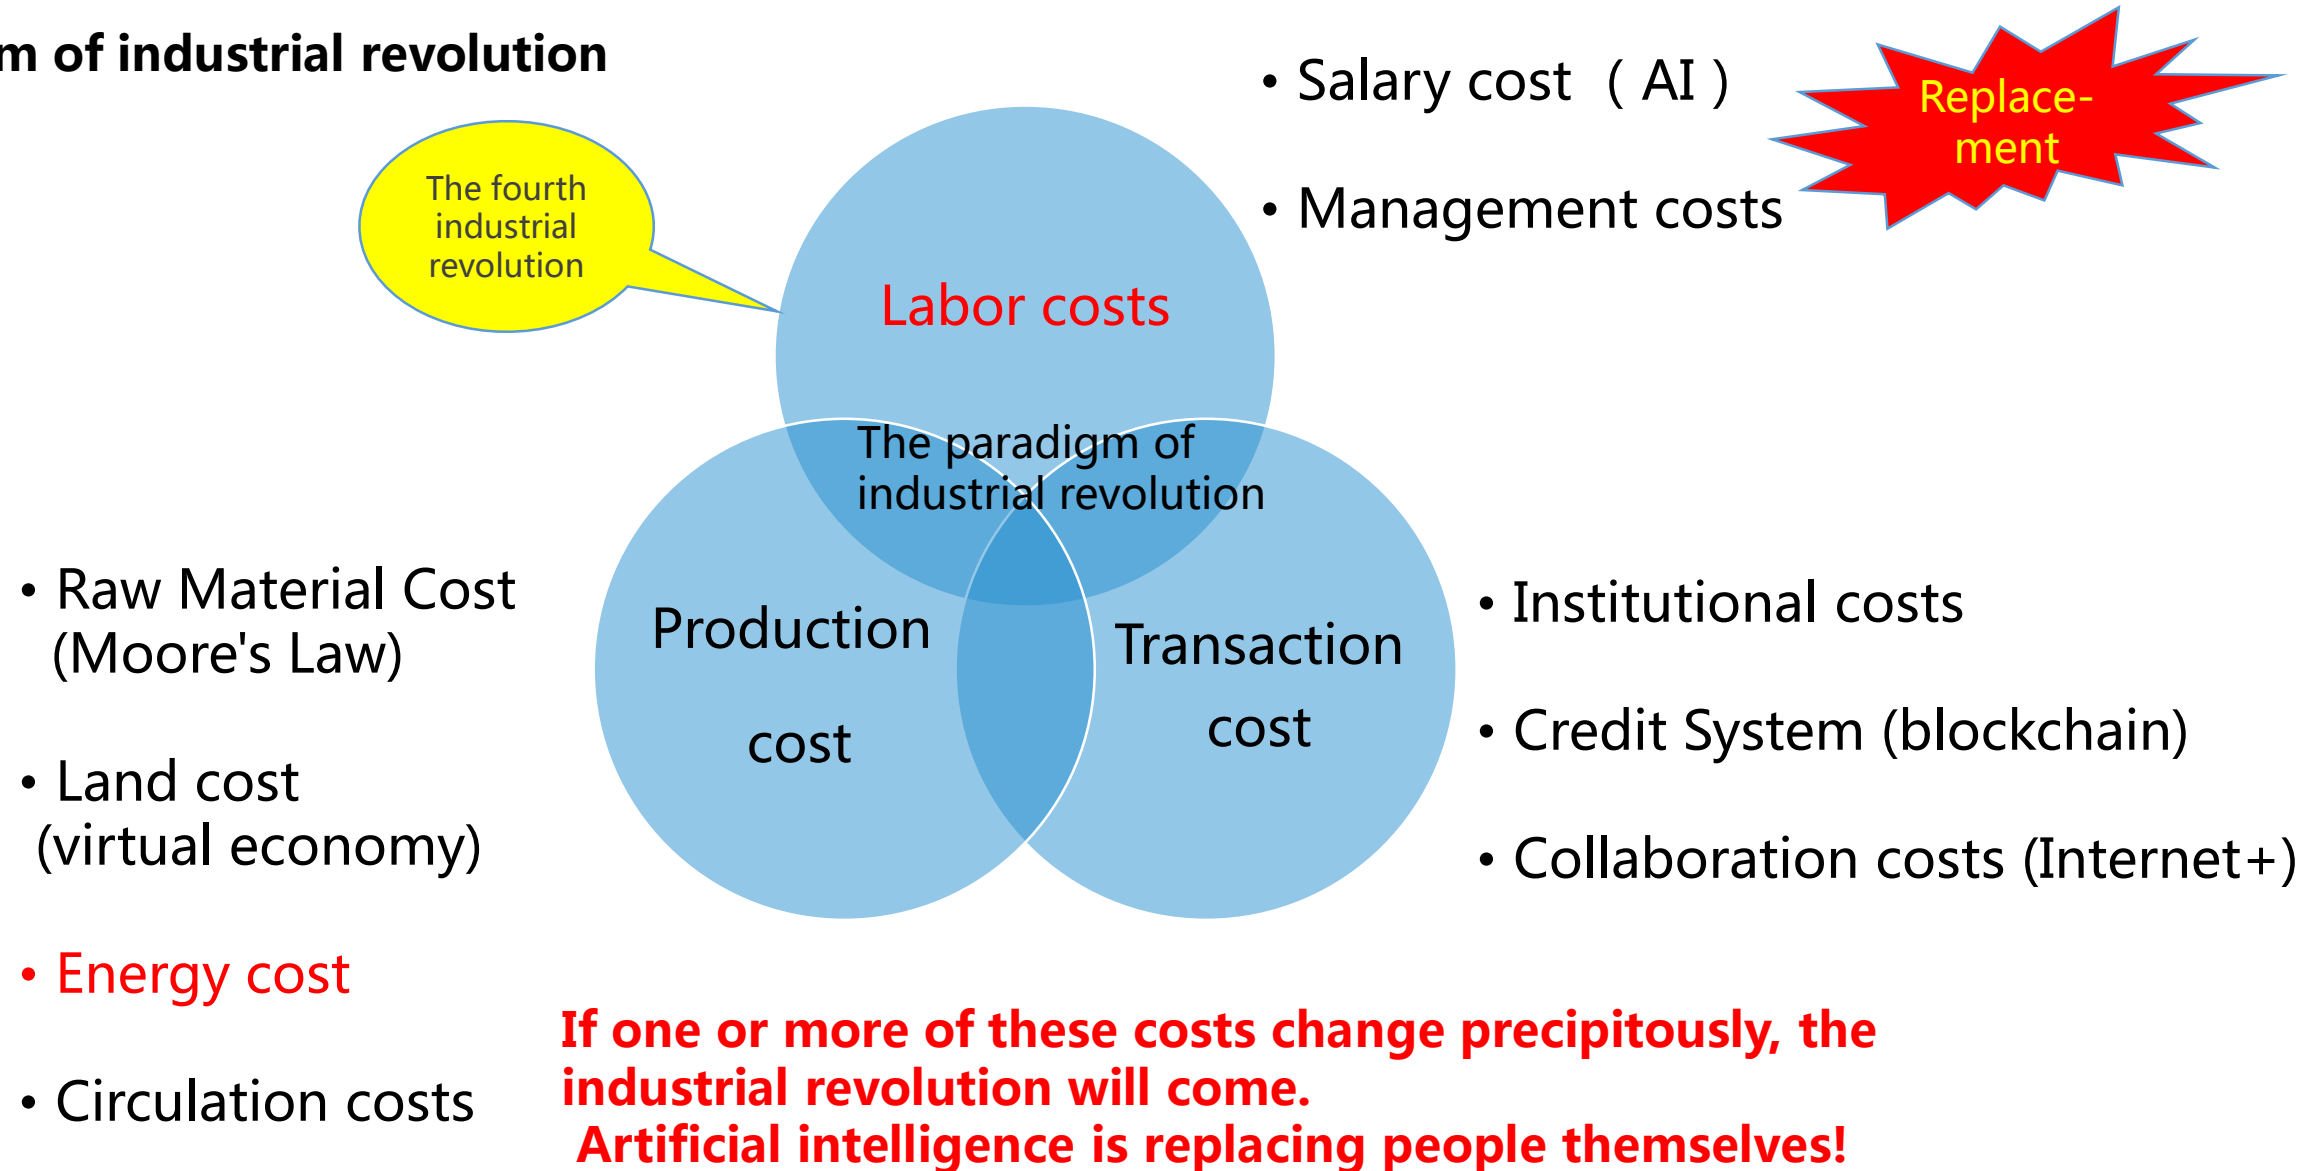 m of industrial revolution
• Salary cost ( AI )
• Management costs
Replace-
ment
The fourth
industrial
revolution
Labor costs
The paradigm of
industrial revolution
Production
cost
Transaction
cost
• Raw Material Cost
(Moore's Law)
• Land cost
(virtual economy)
• Energy cost
• Circulation costs
• Institutional costs
• Credit System (blockchain)
• Collaboration costs (Internet+)
If one or more of these costs change precipitously, the
industrial revolution will come.
Artificial intelligence is replacing people themselves!